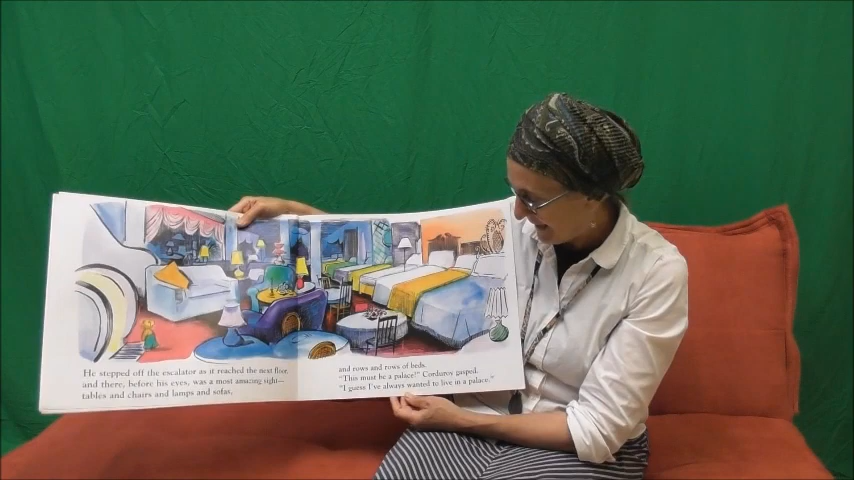 He stepped off the escalator as it reached the next floor,
and there, before his eyes, was a most amazing sight—
tables and chairs and lamps and sofas,
and rows and rows of beds.
"This must be a palace!" Corduroy gasped.
"I guess I've always wanted to live in a palace."